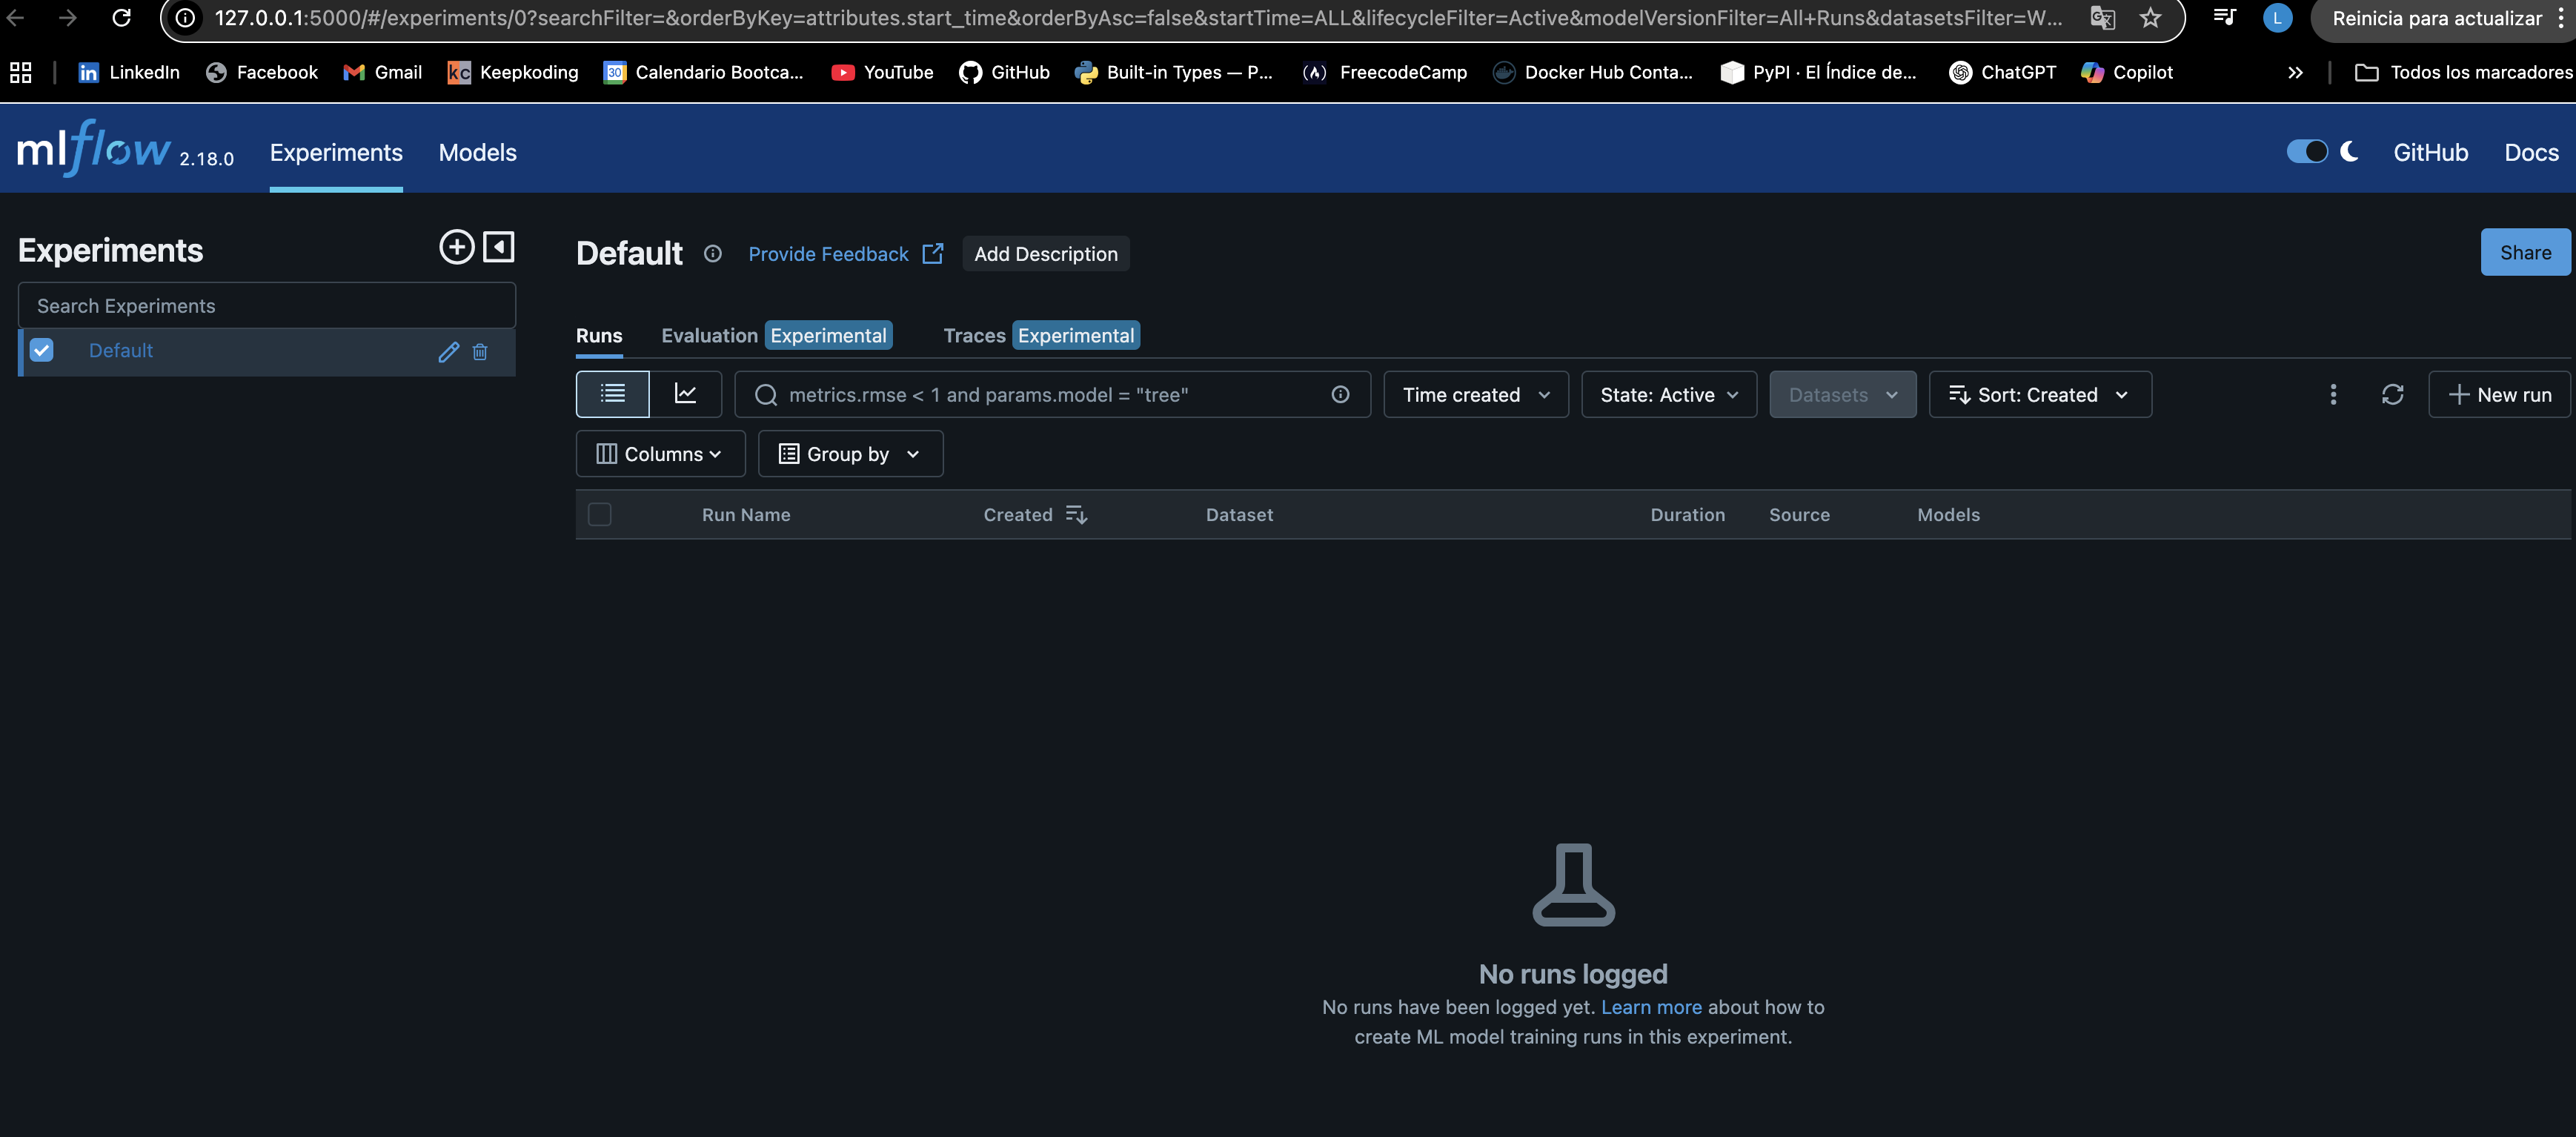 127.0.0.1:5000/#/experiments/0?searchFilter=&orderByKey=attributes.start_time&orderByAsc=false&startTime=ALL&lifecycleFilter=Active&modelVersionFilter=All+Runs&datasetsFilter=W...
L
Reinicia para actualizar
in LinkedIn
Facebook
Gmail
kc Keepkoding
30 Calendario Bootca...
YouTube
GitHub
Built-in Types — P...
FreecodeCamp
Docker Hub Conta...
PyPI · El Índice de...
ChatGPT
Copilot
»
Todos los marcadores
mlflow 2.18.0
Experiments
Models
GitHub
Docs
Experiments
Default
Provide Feedback
Add Description
Share
Search Experiments
Default
Runs
Evaluation Experimental
Traces Experimental
metrics.rmse < 1 and params.model = "tree"
Time created
State: Active
Datasets
Sort: Created
New run
Columns
Group by
Run Name
Created
Dataset
Duration
Source
Models
No runs logged
No runs have been logged yet. Learn more about how to
create ML model training runs in this experiment.